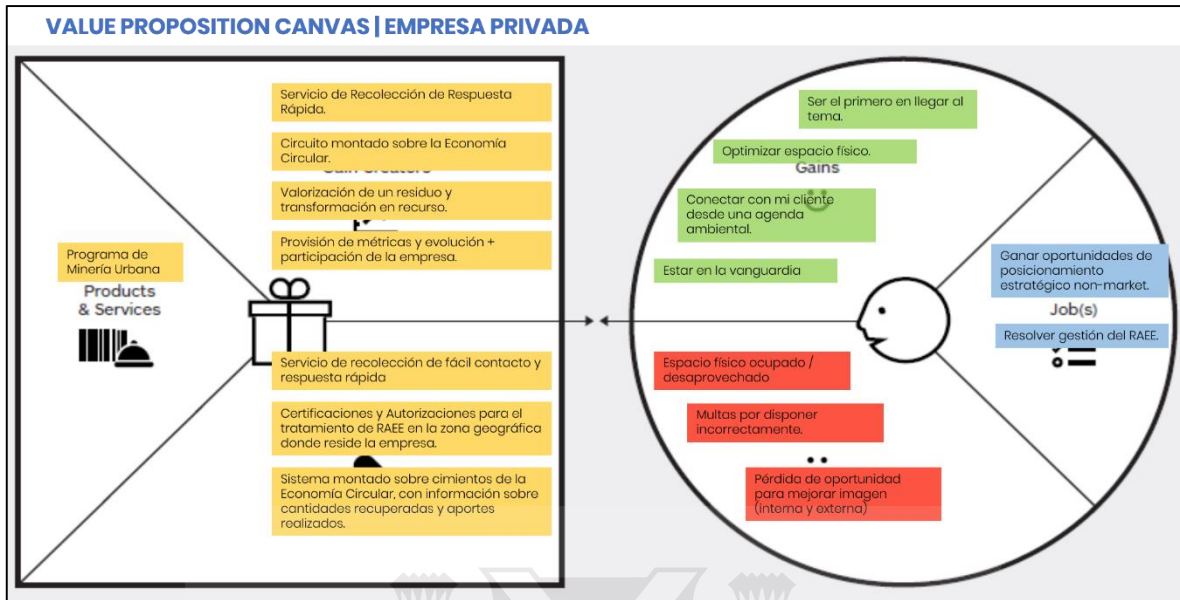 VALUE PROPOSITION CANVAS | EMPRESA PRIVADA
Servicio de Recolección de Respuesta
Rápida.
Circuito montado sobre la Economía
Circular.
Gain Creators
Valorización de un residuo y
transformación en recurso.
Provisión de métricas y evolución +
participación de la empresa.
Programa de
Minería Urbana
Products
& Services
Servicio de recolección de fácil contacto y
respuesta rápida
Certificaciones y Autorizaciones para el
tratamiento de RAEE en la zona geográfica
donde reside la empresa.
Sistema montado sobre cimientos de la
Economía Circular, con información sobre
cantidades recuperadas y aportes
realizados.
Ser el primero en llegar al
tema.
Optimizar espacio físico.
Gains
Conectar con mi cliente
desde una agenda
ambiental.
Estar en la vanguardia
Ganar oportunidades de
posicionamiento
estratégico non-market.
Job(s)
Resolver gestión del RAEE.
Espacio físico ocupado /
desaprovechado
Multas por disponer
incorrectamente.
Pérdida de oportunidad
para mejorar imagen
(interna y externa)